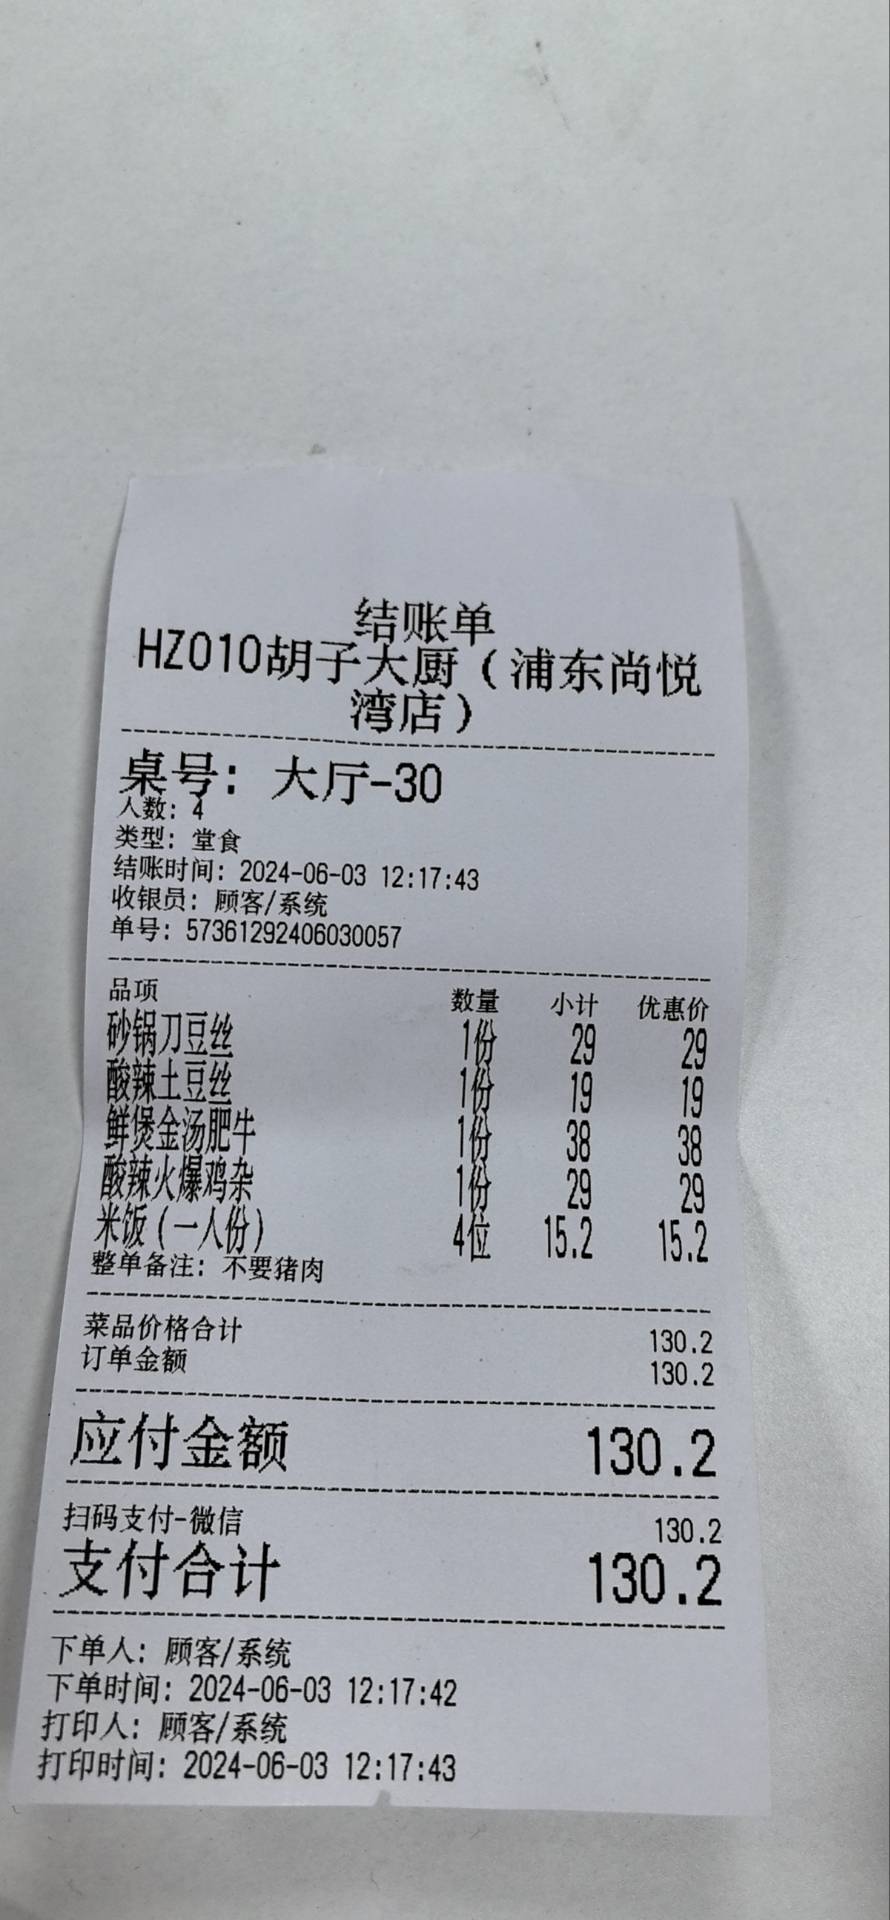 结账单
HZ010胡子大厨(浦东尚悦
湾店)
桌号: 大厅-30
人数: 4
类型: 堂食
结账时间: 2024-06-03 12:17:43
收银员: 顾客/系统
单号: 57361292406030057
品项 数量 小计 优惠价
砂锅刀豆丝 1份 29 29
酸辣土豆丝 1份 19 19
鲜煲金汤肥牛 1份 38 38
酸辣火爆鸡杂 1份 29 29
米饭(一人份) 4位 15.2 15.2
整单备注: 不要猪肉
菜品价格合计 130.2
订单金额 130.2
应付金额 130.2
扫码支付-微信 130.2
支付合计 130.2
下单人: 顾客/系统
下单时间: 2024-06-03 12:17:42
打印人: 顾客/系统
打印时间: 2024-06-03 12:17:43